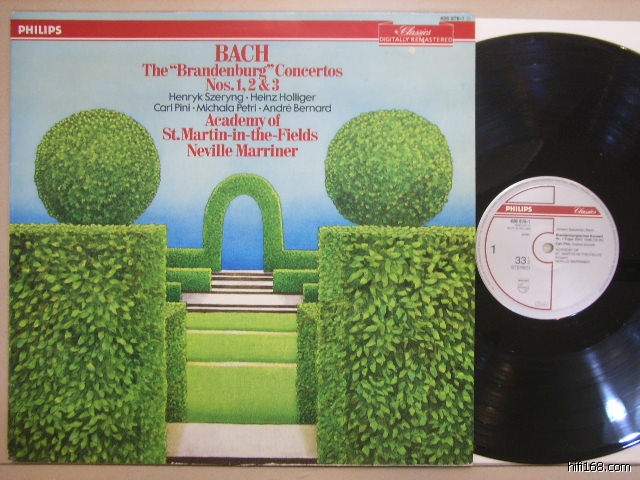 PHILIPS
Classics
DIGITALLY REMASTERED
BACH
The "Brandenburg" Concertos
Nos. 1, 2 & 3
Henryk Szeryng · Heinz Holliger
Carl Pini · Michala Petri · André Bernard
Academy of
St. Martin-in-the-Fields
Neville Marriner
PHILIPS
Classics
1
33
STEREO
NEVILLE MARRINER
hifi168.com